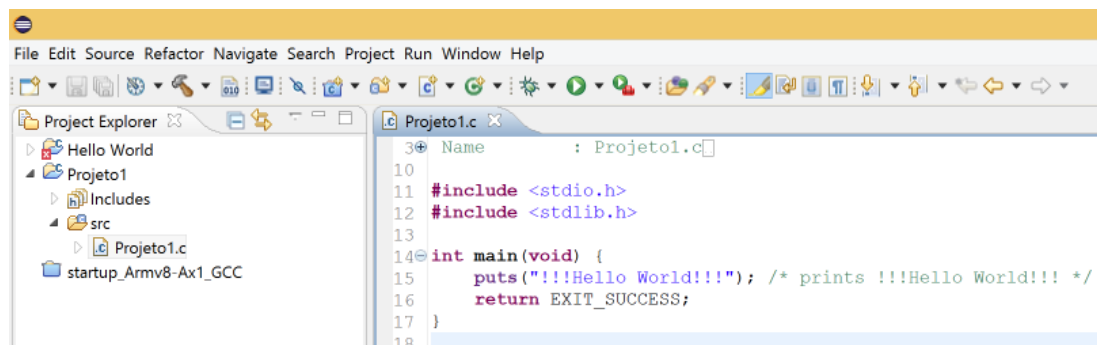 File Edit Source Refactor Navigate Search Project Run Window Help
010
Project Explorer
Hello World
Projeto1
Includes
src
Projeto1.c
startup_Armv8-Ax1_GCC
Projeto1.c
3 Name : Projeto1.c
10
11 #include <stdio.h>
12 #include <stdlib.h>
13
14 int main(void) {
15 puts("!!!Hello World!!!"); /* prints !!!Hello World!!! */
16 return EXIT_SUCCESS;
17 }
18